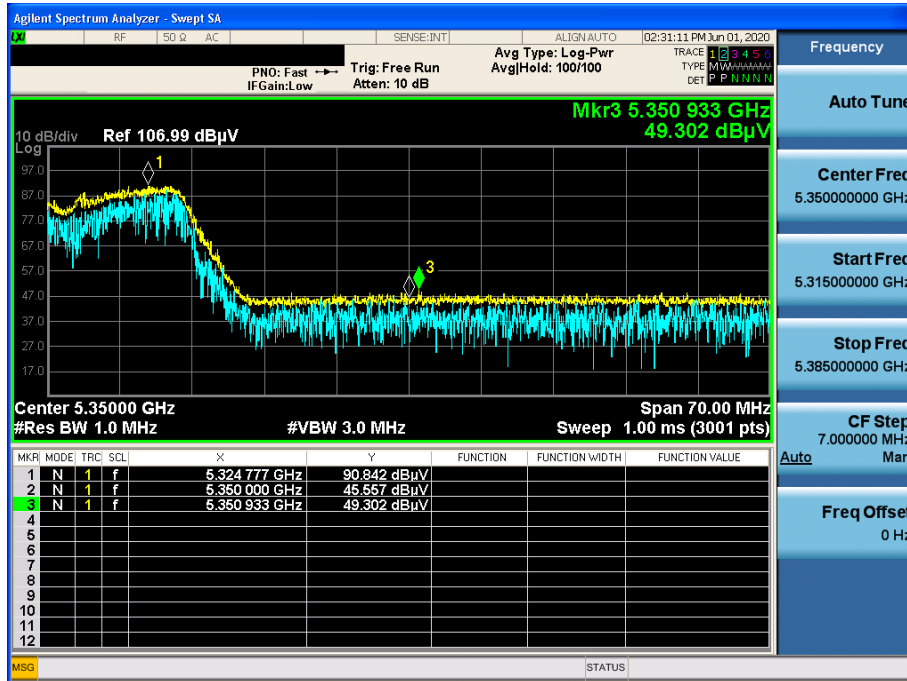 Agilent Spectrum Analyzer - Swept SA
LXI RF 50 Ω AC SENSE:INT ALIGN AUTO 02:31:11 PM Jun 01, 2020
PNO: Fast
IFGain:Low
Trig: Free Run
Atten: 10 dB
Avg Type: Log-Pwr
Avg|Hold: 100/100
TRACE 1 2 3 4 5 6
TYPE M W
DET P P N N N N
Mkr3 5.350 933 GHz
49.302 dBµV
10 dB/div Ref 106.99 dBµV
Log
97.0
87.0
77.0
67.0
57.0
47.0
37.0
27.0
17.0
1
3
Center 5.35000 GHz Span 70.00 MHz
#Res BW 1.0 MHz #VBW 3.0 MHz Sweep 1.00 ms (3001 pts)
MKR MODE TRC SCL X Y FUNCTION FUNCTION WIDTH FUNCTION VALUE
1 N 1 f 5.324 777 GHz 90.842 dBµV
2 N 1 f 5.350 000 GHz 45.557 dBµV
3 N 1 f 5.350 933 GHz 49.302 dBµV
4
5
6
7
8
9
10
11
12
MSG STATUS
Frequency
Auto Tune
Center Freq
5.350000000 GHz
Start Freq
5.315000000 GHz
Stop Freq
5.385000000 GHz
CF Step
7.000000 MHz
Auto Man
Freq Offset
0 Hz